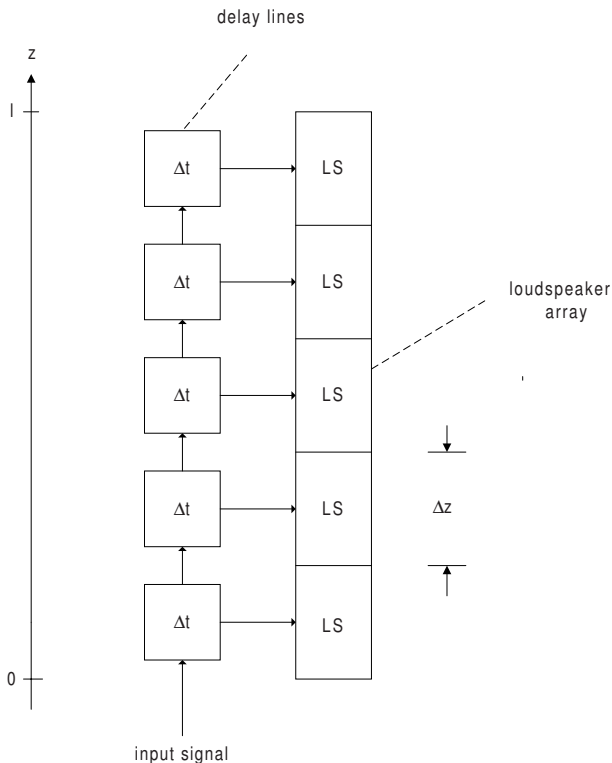 delay lines
z
l
Δt
LS
Δt
LS
loudspeaker
array
Δt
LS
Δt
LS
Δz
Δt
LS
0
input signal